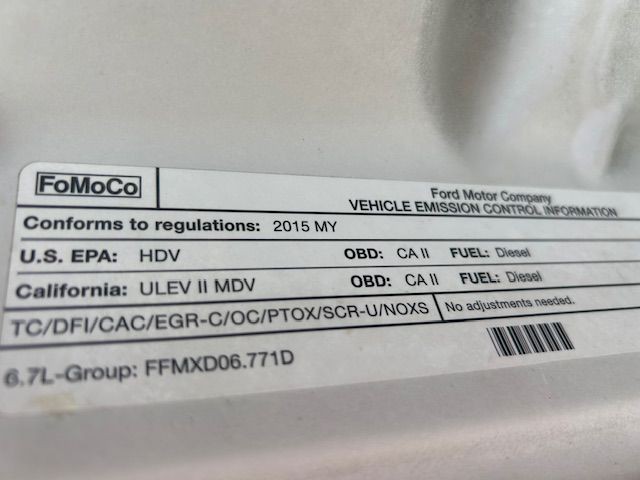 FoMoCo
Ford Motor Company
VEHICLE EMISSION CONTROL INFORMATION
Conforms to regulations: 2015 MY
U.S. EPA: HDV OBD: CA II FUEL: Diesel
California: ULEV II MDV OBD: CA II FUEL: Diesel
TC/DFI/CAC/EGR-C/OC/PTOX/SCR-U/NOXS No adjustments needed.
6.7L-Group: FFMXD06.771D